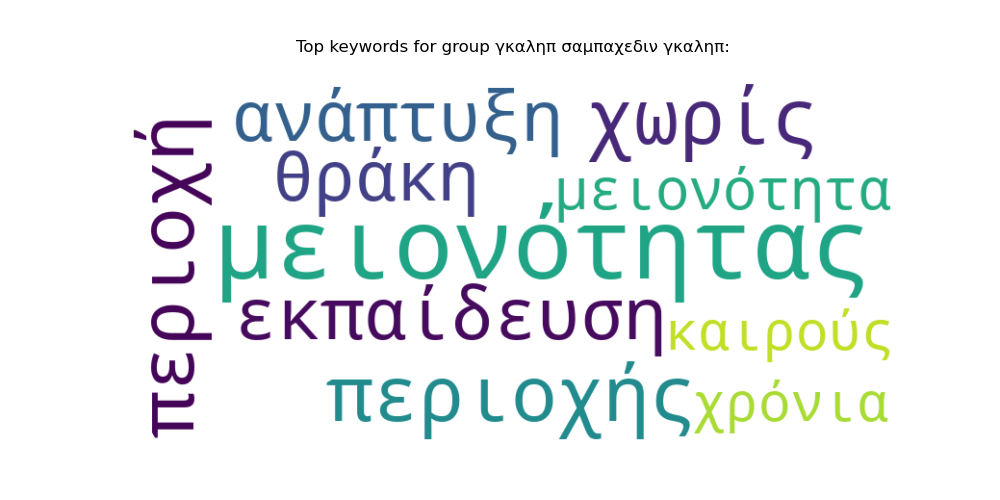 Top keywords for group γκαληπ σαμπαχεδιν γκαληπ:
ανάπτυξη χωρίς
περιοχή
θράκη
μειονότητα
μειονότητας
εκπαίδευση
καιρούς
περιοχής
χρόνια